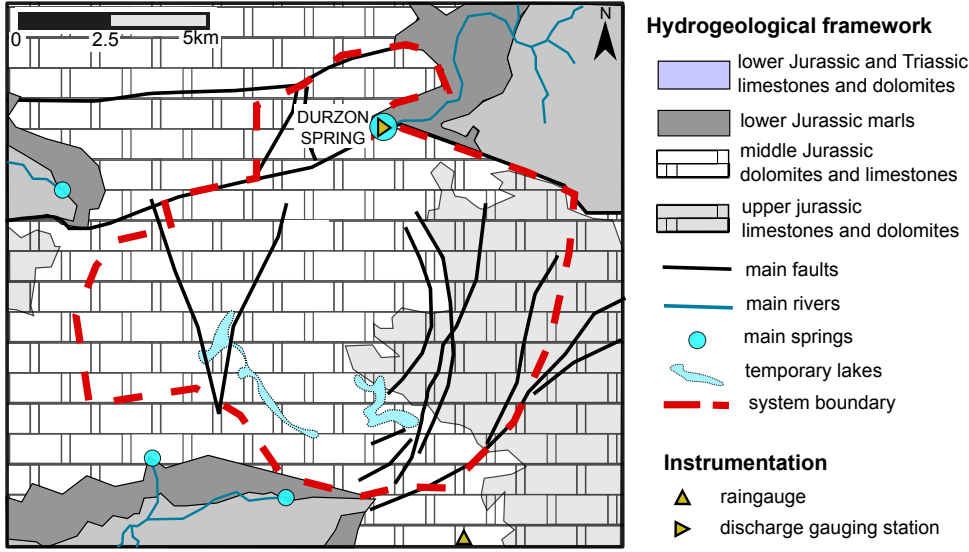 0 2.5 5km
N
DURZON
SPRING
Hydrogeological framework
lower Jurassic and Triassic
limestones and dolomites
lower Jurassic marls
middle Jurassic
dolomites and limestones
upper jurassic
limestones and dolomites
main faults
main rivers
main springs
temporary lakes
system boundary
Instrumentation
raingauge
discharge gauging station